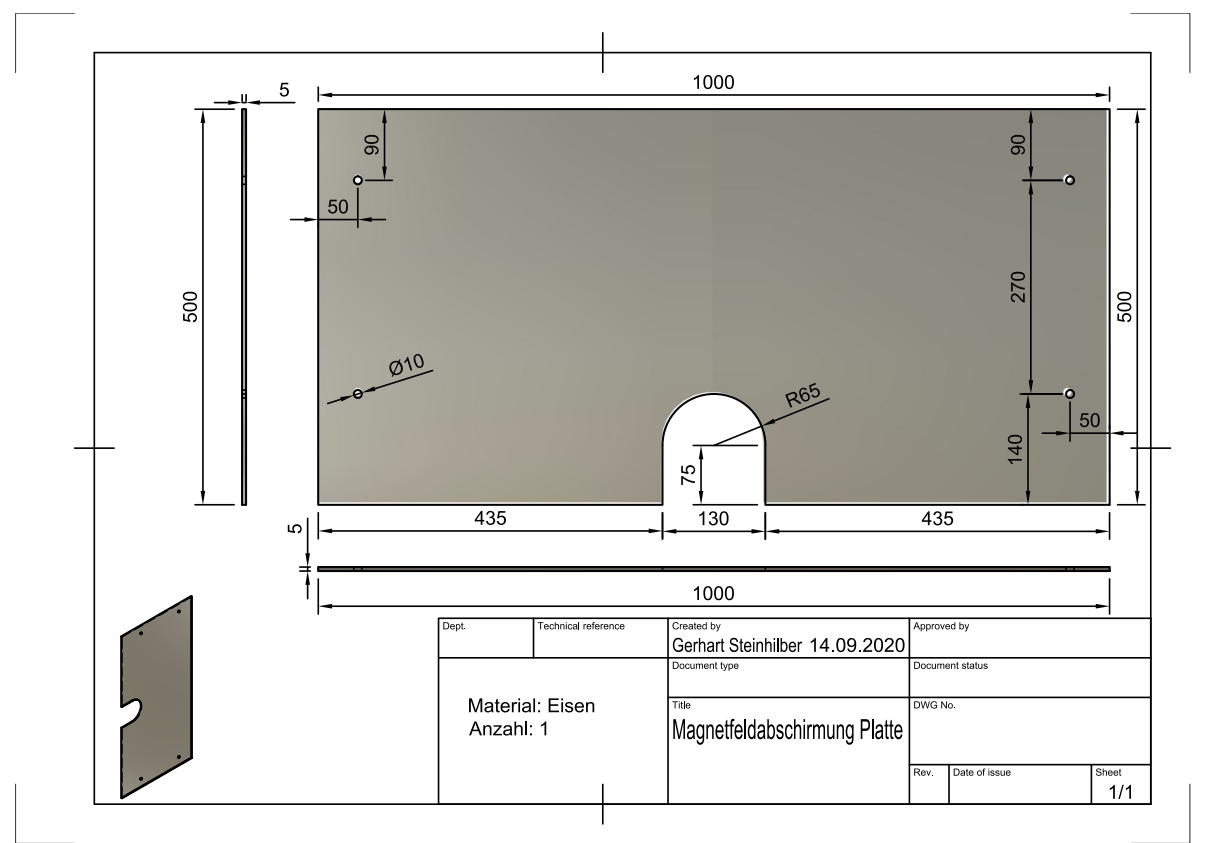 1000
5
90
90
50
500
270
500
Ø10
R65
50
140
75
435
130
435
5
1000
Dept.
Technical reference
Created by
Gerhart Steinhilber 14.09.2020
Approved by
Document type
Document status
Material: Eisen
Anzahl: 1
Title
Magnetfeldabschirmung Platte
DWG No.
Rev.
Date of issue
Sheet
1/1